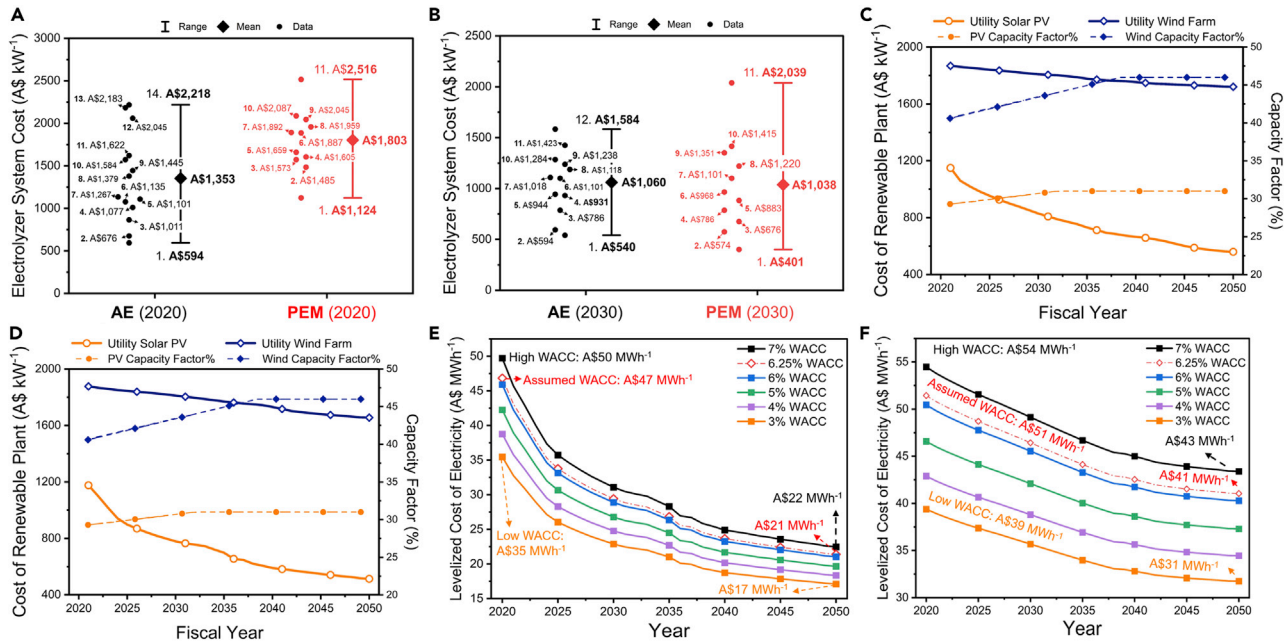 A
Range Mean Data
Electrolyzer System Cost (A$ kW-1)
3000
2500
2000
1500
1000
500
0
13. A$2,183
14. A$2,218
12. A$2,045
11. A$1,622
10. A$1,584
9. A$1,445
8. A$1,379
6. A$1,135
7. A$1,267
5. A$1,101
4. A$1,077
3. A$1,011
2. A$676
A$1,353
1. A$594
11. A$2,516
10. A$2,087
9. A$2,045
7. A$1,892
8. A$1,959
6. A$1,887
5. A$1,659
4. A$1,605
3. A$1,573
2. A$1,485
A$1,803
1. A$1,124
AE (2020)
PEM (2020)
B
Range Mean Data
Electrolyzer System Cost (A$ kW-1)
2500
2000
1500
1000
500
0
12. A$1,584
11. A$1,423
10. A$1,284
9. A$1,238
8. A$1,118
7. A$1,018
6. A$1,101
5. A$944
4. A$931
3. A$786
2. A$594
A$1,060
1. A$540
11. A$2,039
10. A$1,415
9. A$1,351
8. A$1,220
7. A$1,101
6. A$968
5. A$883
4. A$786
3. A$676
2. A$574
A$1,038
1. A$401
AE (2030)
PEM (2030)
C
Utility Solar PV Utility Wind Farm
PV Capacity Factor% Wind Capacity Factor%
Cost of Renewable Plant (A$ kW-1)
2000
1600
1200
800
400
50
45
40
35
30
25
20
Capacity Factor (%)
2020 2025 2030 2035 2040 2045 2050
Fiscal Year
D
Utility Solar PV Utility Wind Farm
PV Capacity Factor% Wind Capacity Factor%
Cost of Renewable Plant (A$ kW-1)
2000
1600
1200
800
400
50
45
40
35
30
25
20
Capacity Factor (%)
2020 2025 2030 2035 2040 2045 2050
Fiscal Year
E
Levelized Cost of Electricity (A$ MWh-1)
50
45
40
35
30
25
20
15
10
High WACC: A$50 MWh-1
Assumed WACC: A$47 MWh-1
7% WACC
6.25% WACC
6% WACC
5% WACC
4% WACC
3% WACC
Low WACC:
A$35 MWh-1
A$22 MWh-1
A$21 MWh-1
A$17 MWh-1
2020 2025 2030 2035 2040 2045 2050
Year
F
Levelized Cost of Electricity (A$ MWh-1)
55.0
50
45
40
35
30
High WACC: A$54 MWh-1
7% WACC
6.25% WACC
6% WACC
5% WACC
4% WACC
3% WACC
Assumed WACC: A$51 MWh-1
Low WACC: A$39 MWh-1
A$43 MWh-1
A$41 MWh-1
A$31 MWh-1
2020 2025 2030 2035 2040 2045 2050
Year